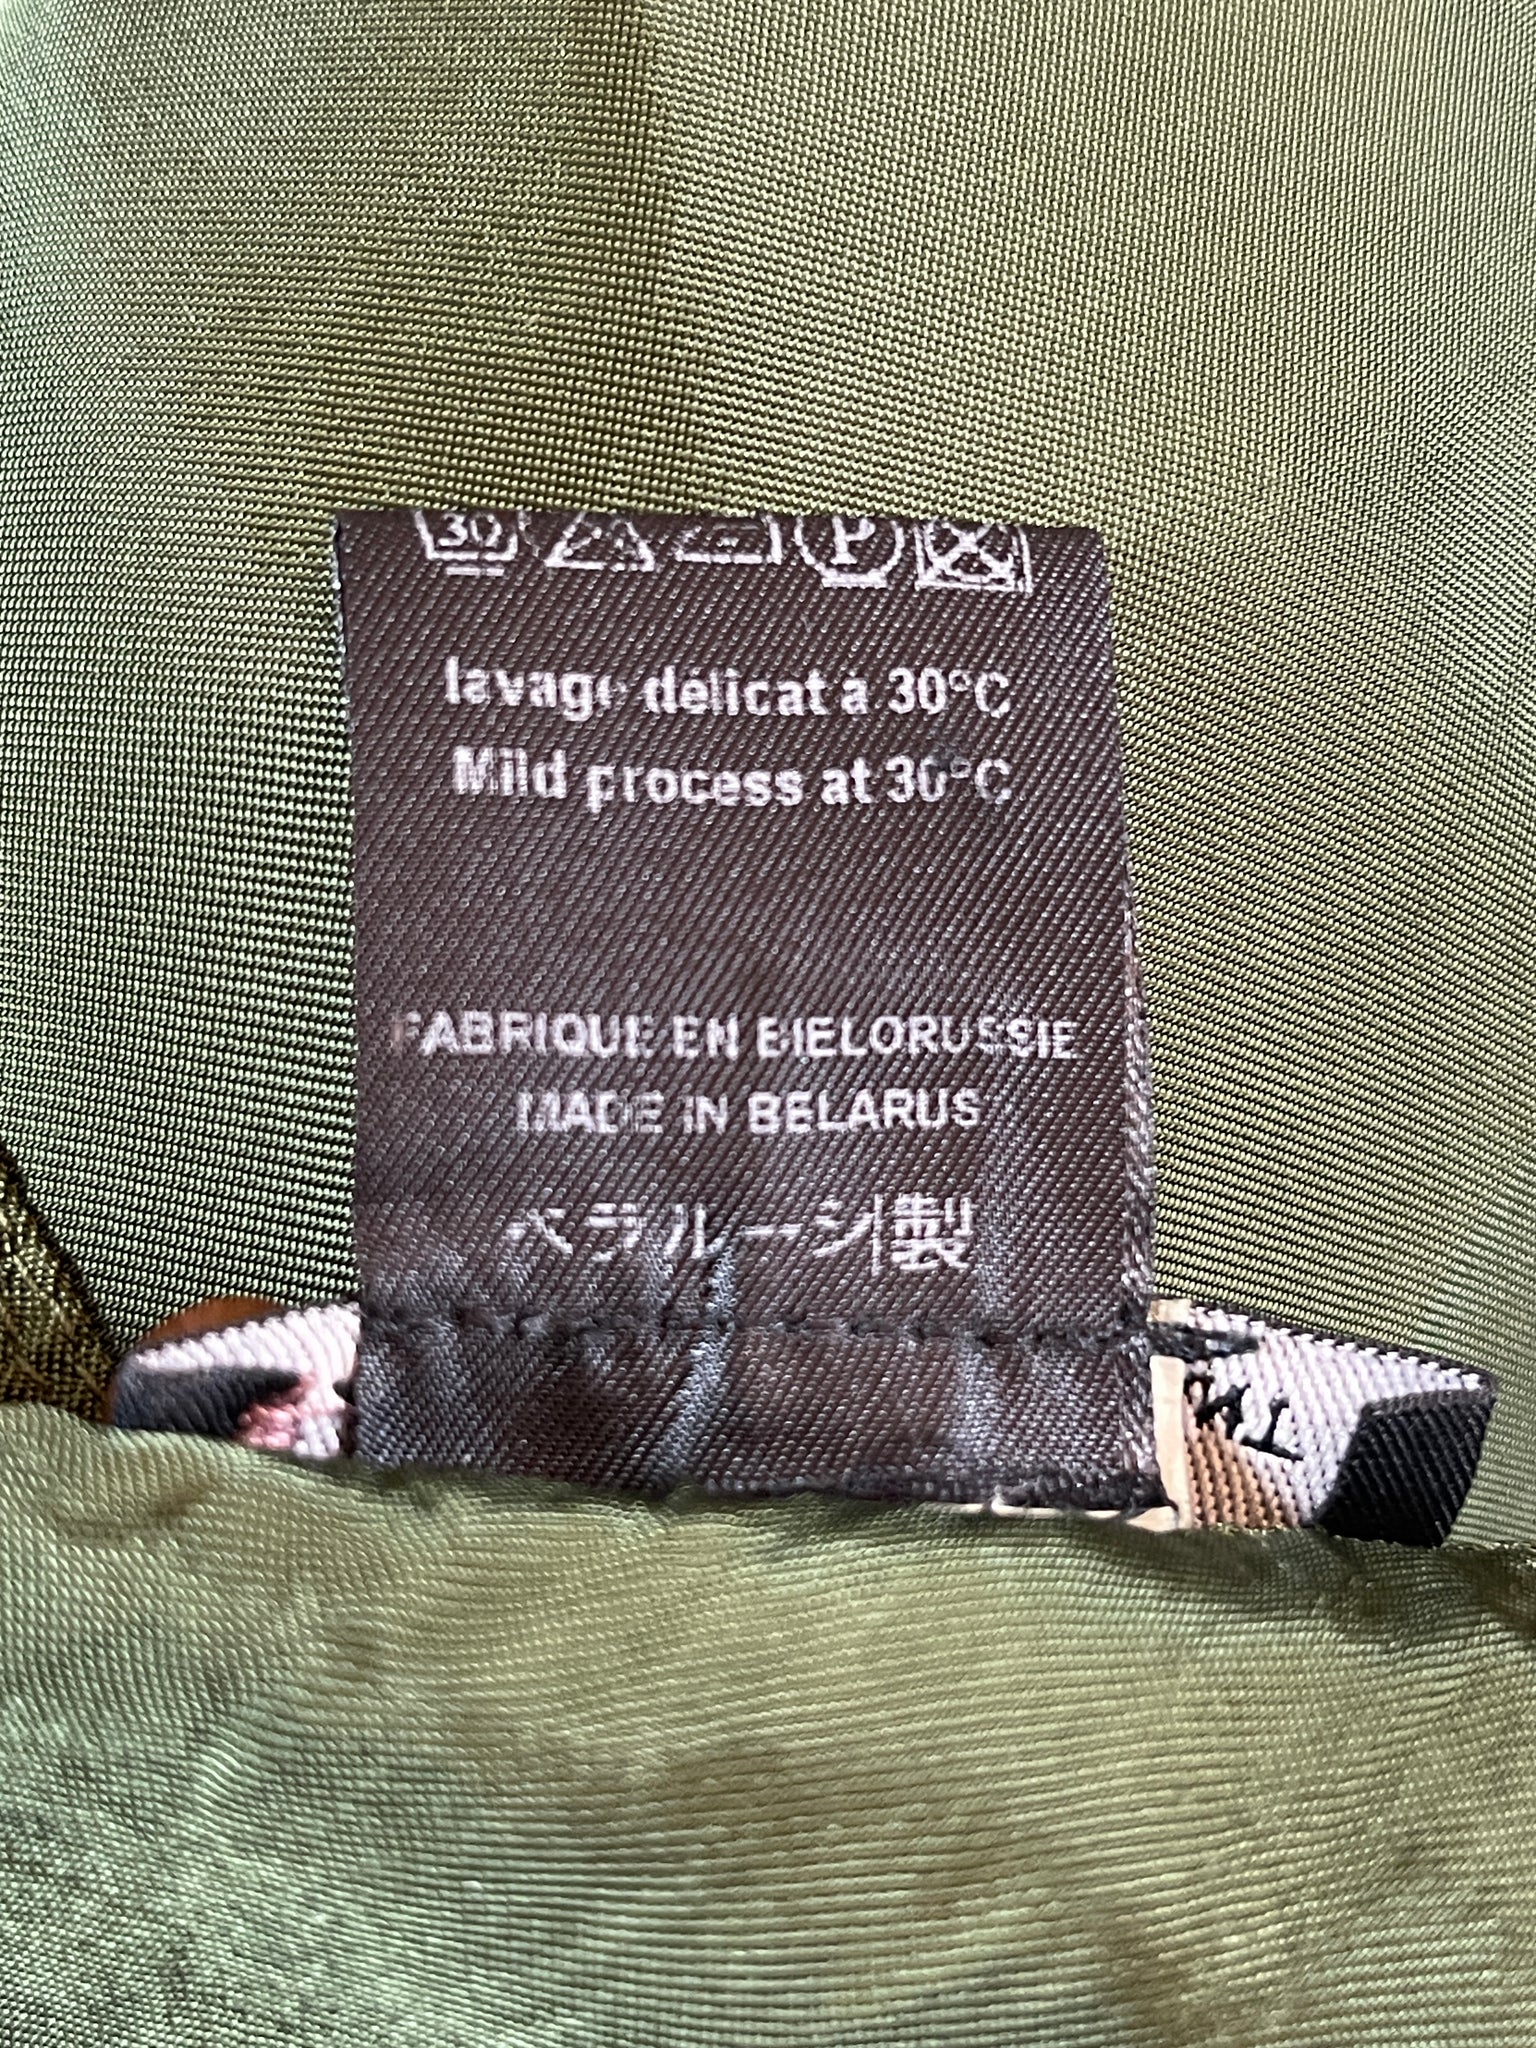 30 P
lavage délicat à 30°C
Mild process at 30°C
FABRIQUE EN BIELORUSSIE
MADE IN BELARUS
ベラルーシ製